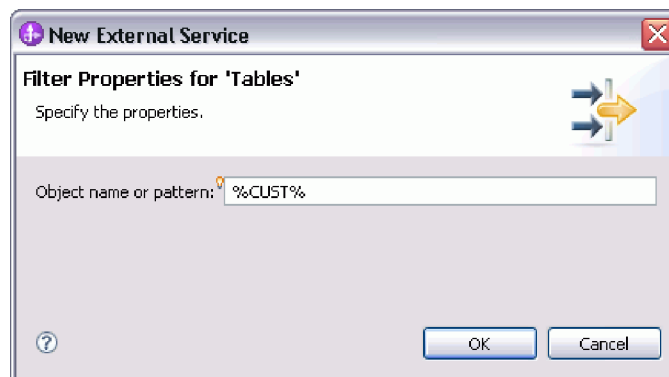 New External Service
Filter Properties for 'Tables'
Specify the properties.
Object name or pattern: %CUST%
OK Cancel